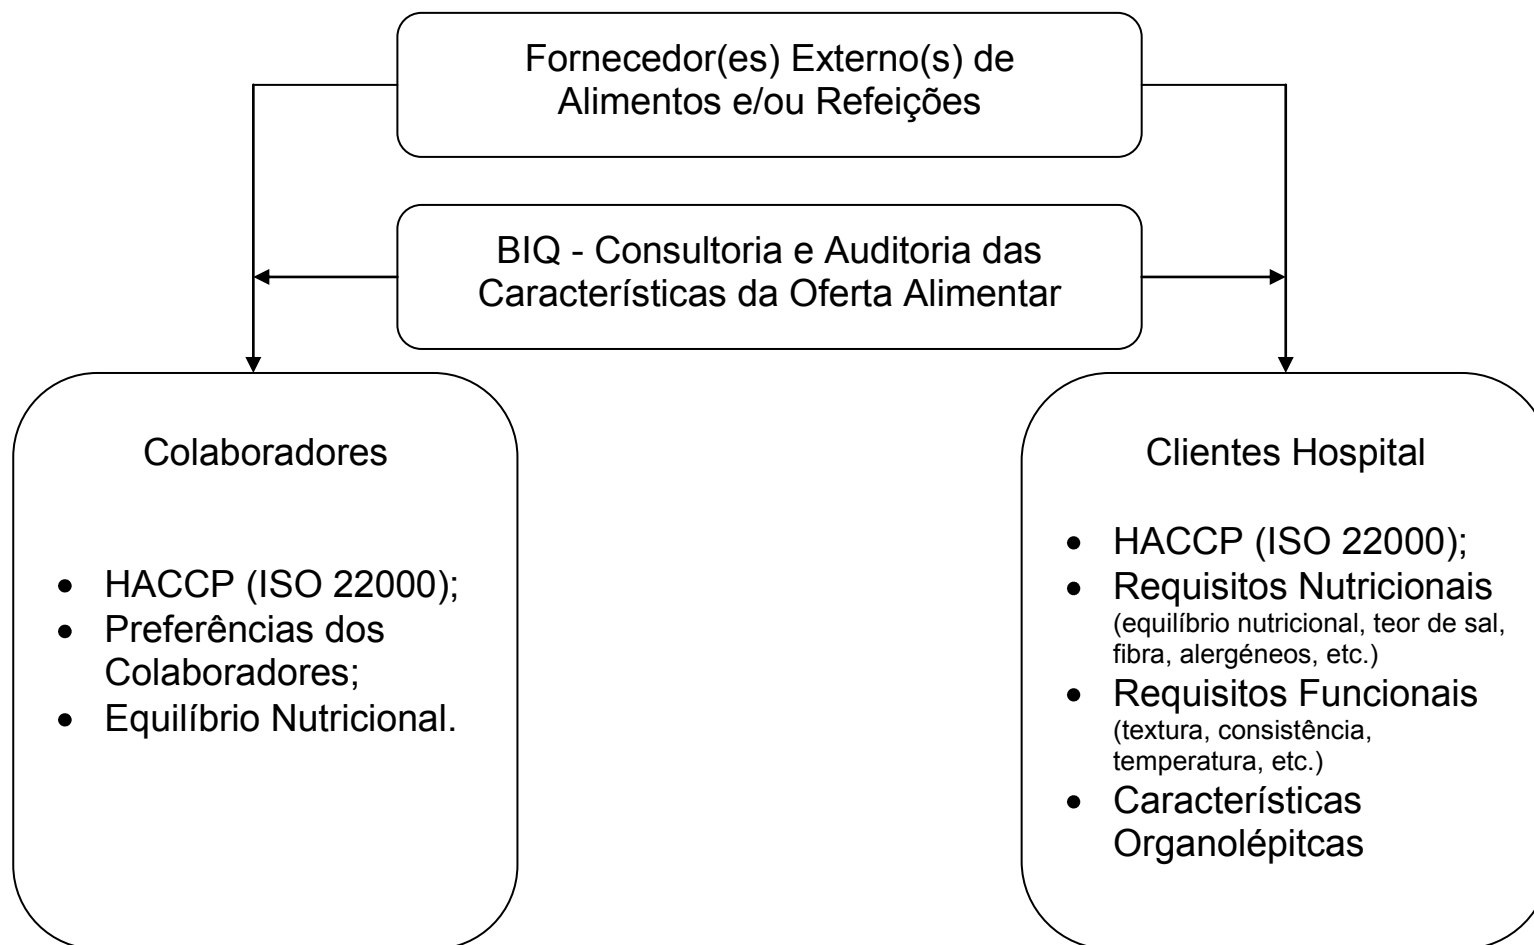 Fornecedor(es) Externo(s) de
Alimentos e/ou Refeições
BIQ - Consultoria e Auditoria das
Características da Oferta Alimentar
Colaboradores
• HACCP (ISO 22000);
• Preferências dos
Colaboradores;
• Equilíbrio Nutricional.
Clientes Hospital
• HACCP (ISO 22000);
• Requisitos Nutricionais
(equilíbrio nutricional, teor de sal,
fibra, alergéneos, etc.)
• Requisitos Funcionais
(textura, consistência,
temperatura, etc.)
• Características
Organolépitcas